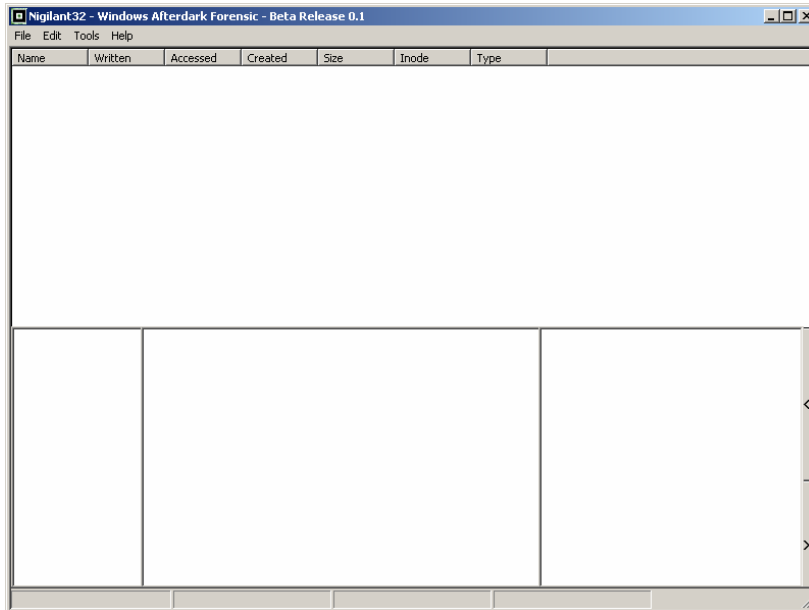 Nigilant32 - Windows Afterdark Forensic - Beta Release 0.1
File Edit Tools Help
Name Written Accessed Created Size Inode Type
<
>